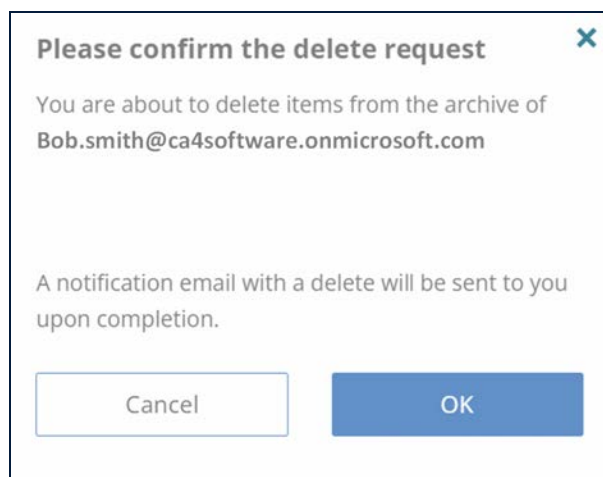 Please confirm the delete request
You are about to delete items from the archive of
Bob.smith@ca4software.onmicrosoft.com
A notification email with a delete will be sent to you
upon completion.
Cancel
OK